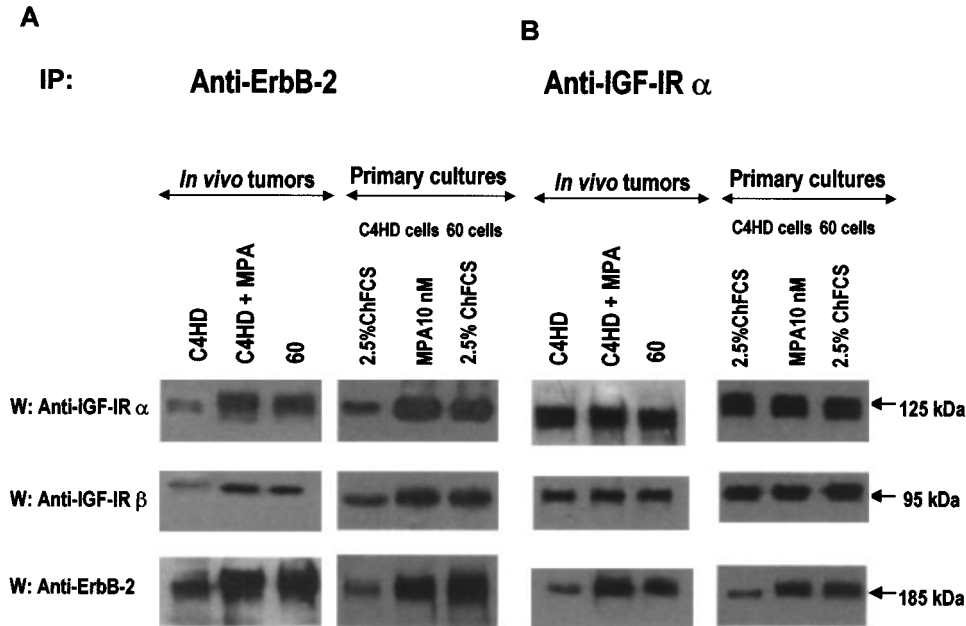 A
B
IP: Anti-ErbB-2 Anti-IGF-IR α
In vivo tumors Primary cultures In vivo tumors Primary cultures
C4HD cells 60 cells C4HD cells 60 cells
C4HD
C4HD + MPA
60
2.5%ChFCS
MPA10 nM
2.5% ChFCS
C4HD
C4HD + MPA
60
2.5%ChFCS
MPA10 nM
2.5% ChFCS
W: Anti-IGF-IR α 125 kDa
W: Anti-IGF-IR β 95 kDa
W: Anti-ErbB-2 185 kDa